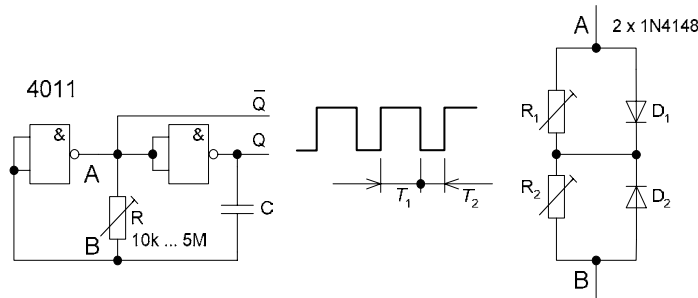 4011
&
&
Q̄
Q
A
R
C
B
10k ... 5M
T1
T2
A
2 x 1N4148
R1
D1
R2
D2
B